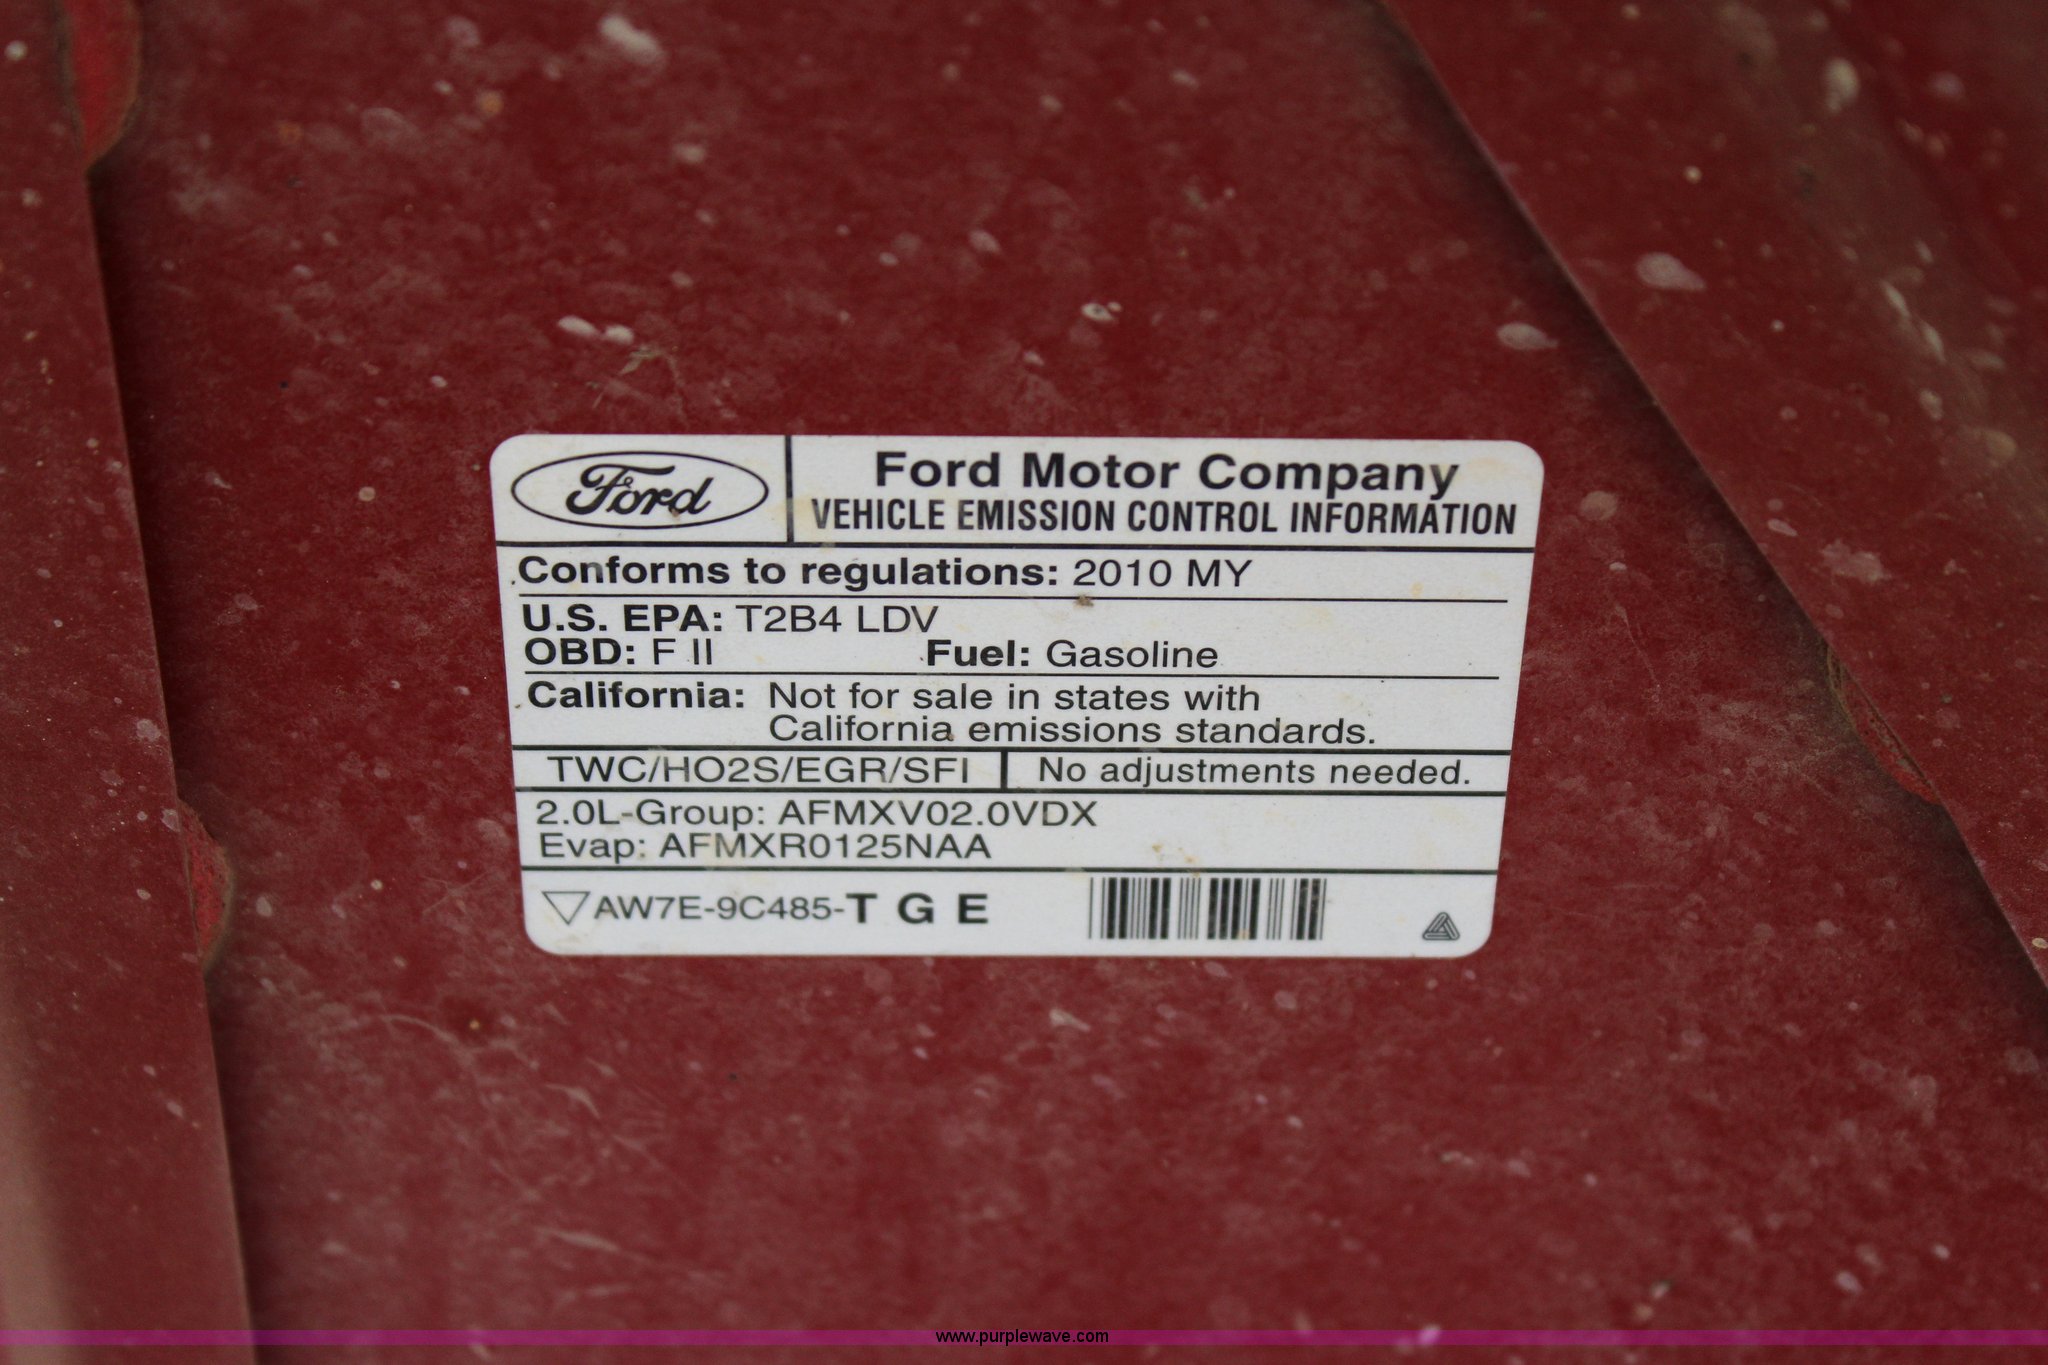 Ford
Ford Motor Company
VEHICLE EMISSION CONTROL INFORMATION
Conforms to regulations: 2010 MY
U.S. EPA: T2B4 LDV
OBD: F II Fuel: Gasoline
California: Not for sale in states with
California emissions standards.
TWC/HO2S/EGR/SFI No adjustments needed.
2.0L-Group: AFMXV02.0VDX
Evap: AFMXR0125NAA
AW7E-9C485-T G E
www.purplewave.com